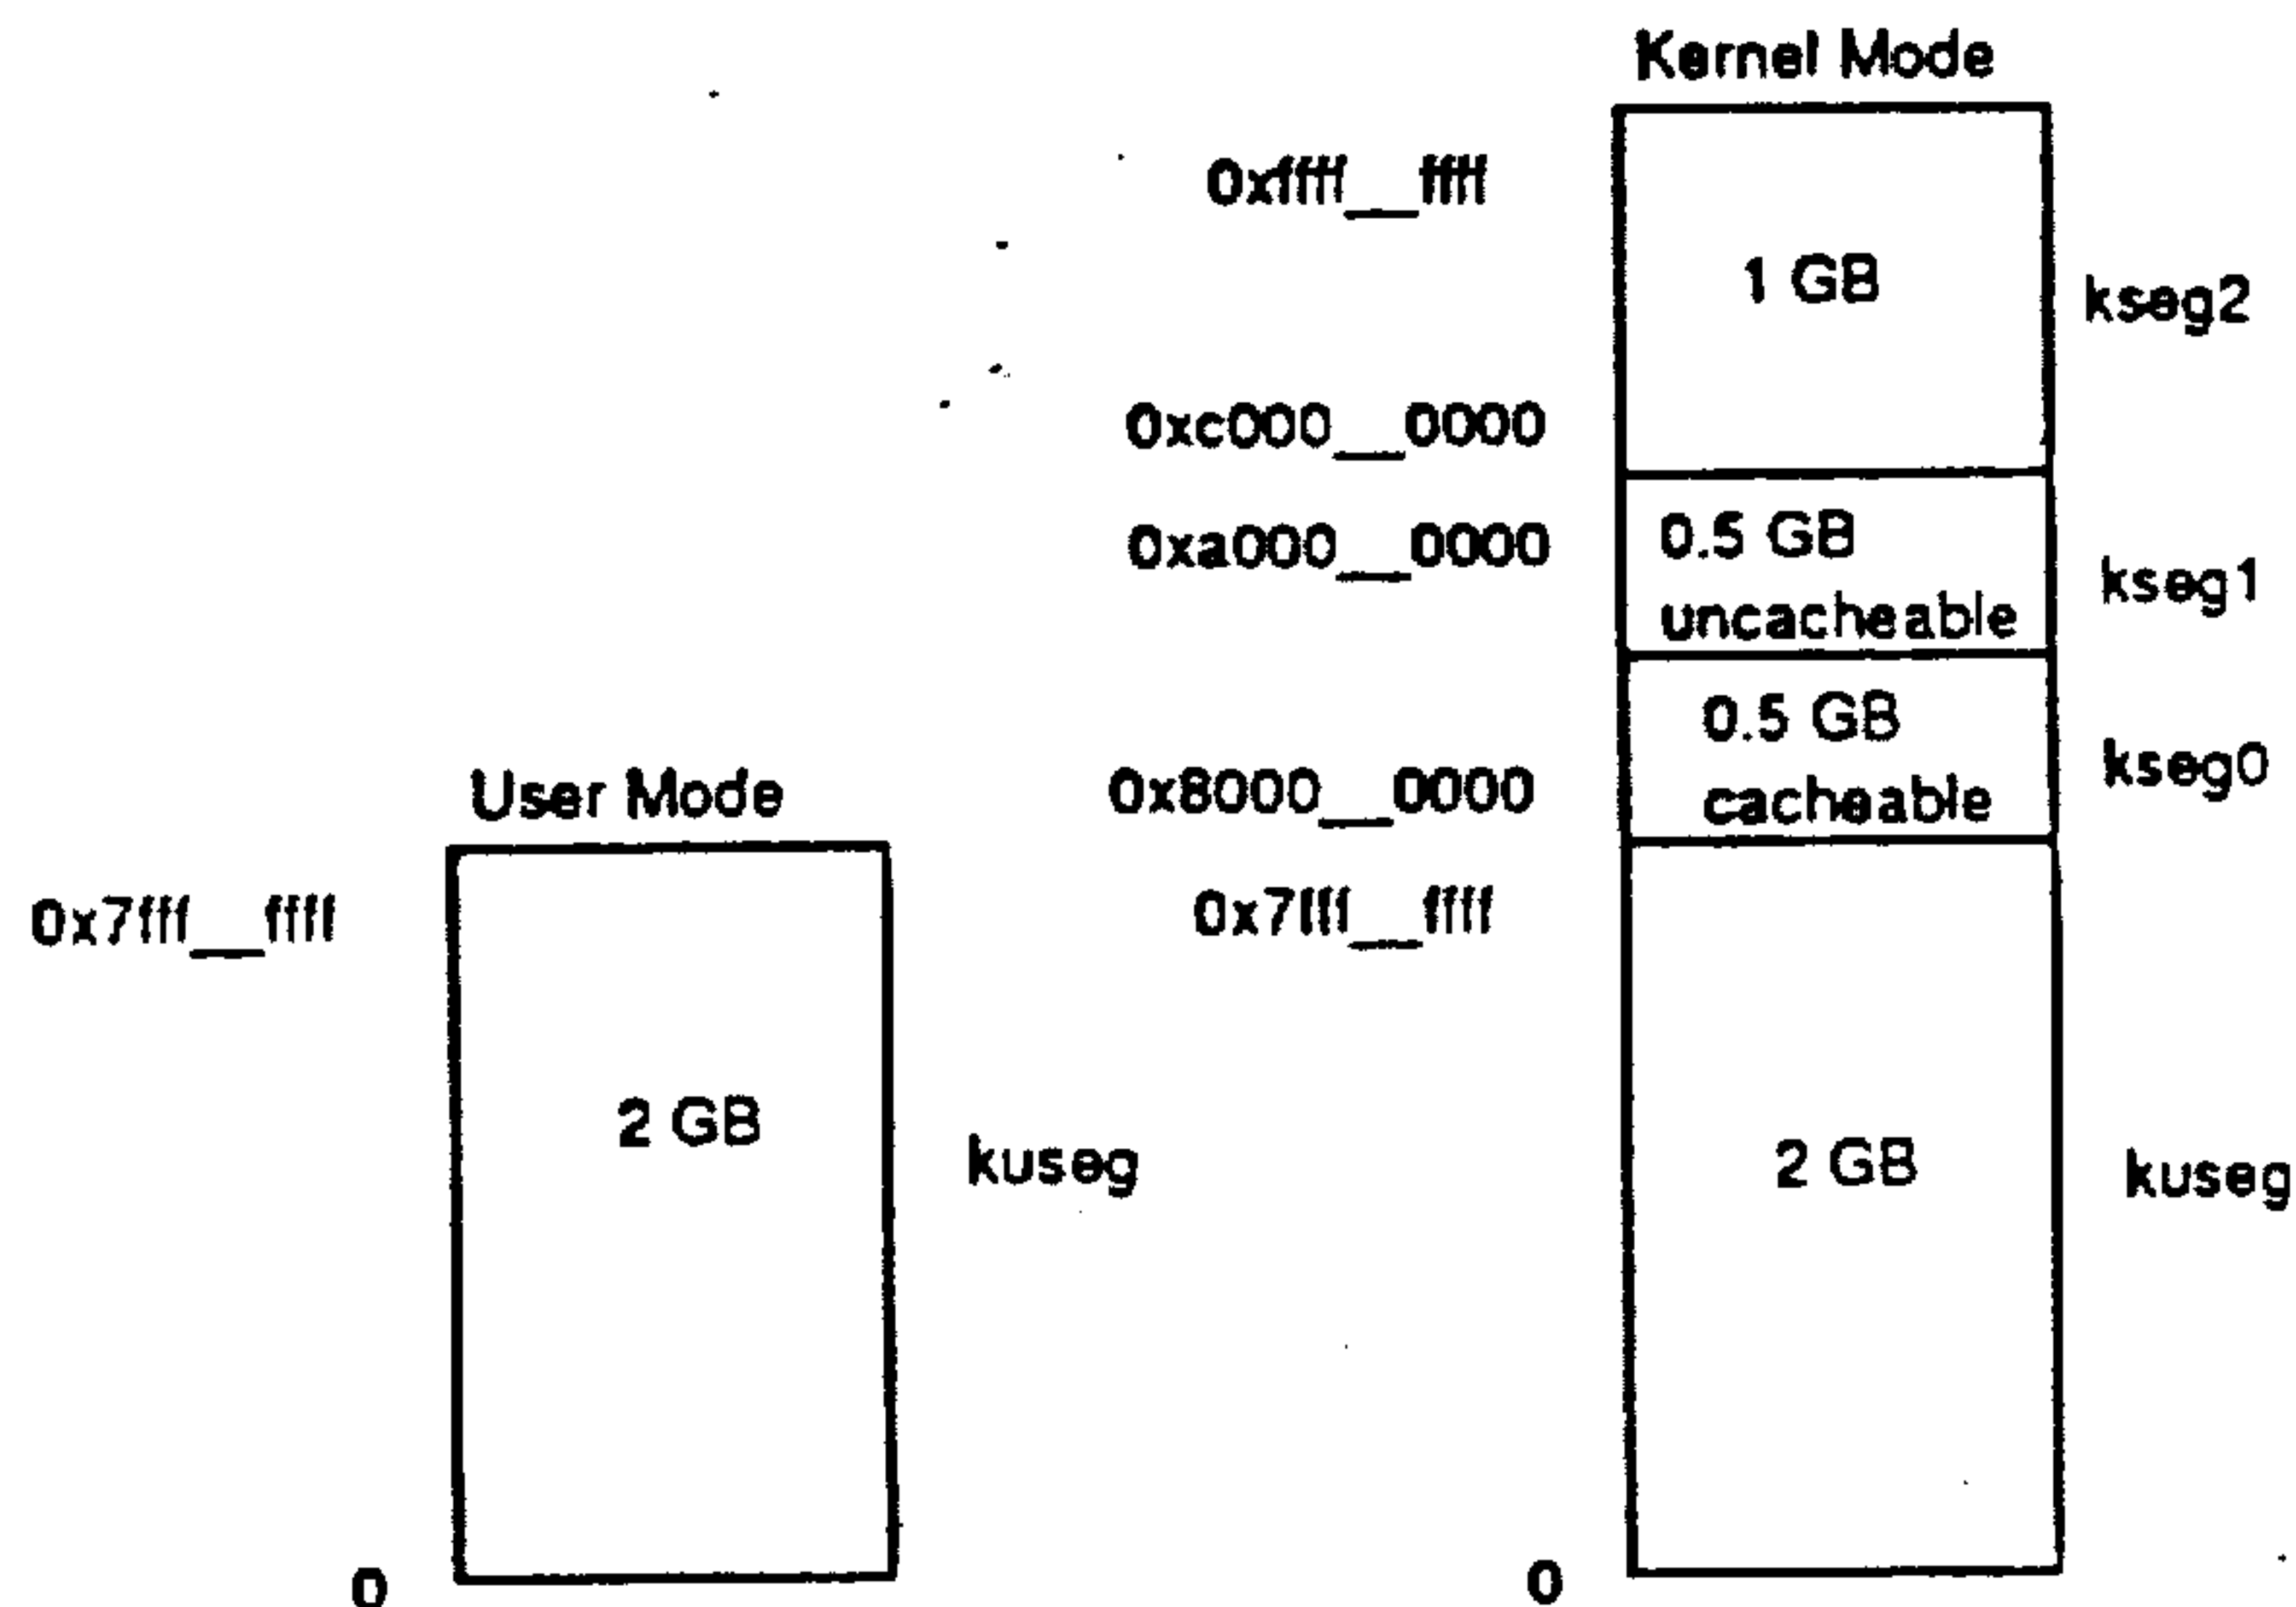 Kernel Mode
0xffff__ffff
1 GB
kseg2
0xc000__0000
0xa000__0000
0.5 GB
uncacheable
kseg1
0.5 GB
cacheable
kseg0
0x8000__0000
0x7fff__ffff
2 GB
kuseg
0
User Mode
0x7fff__ffff
2 GB
kuseg
0